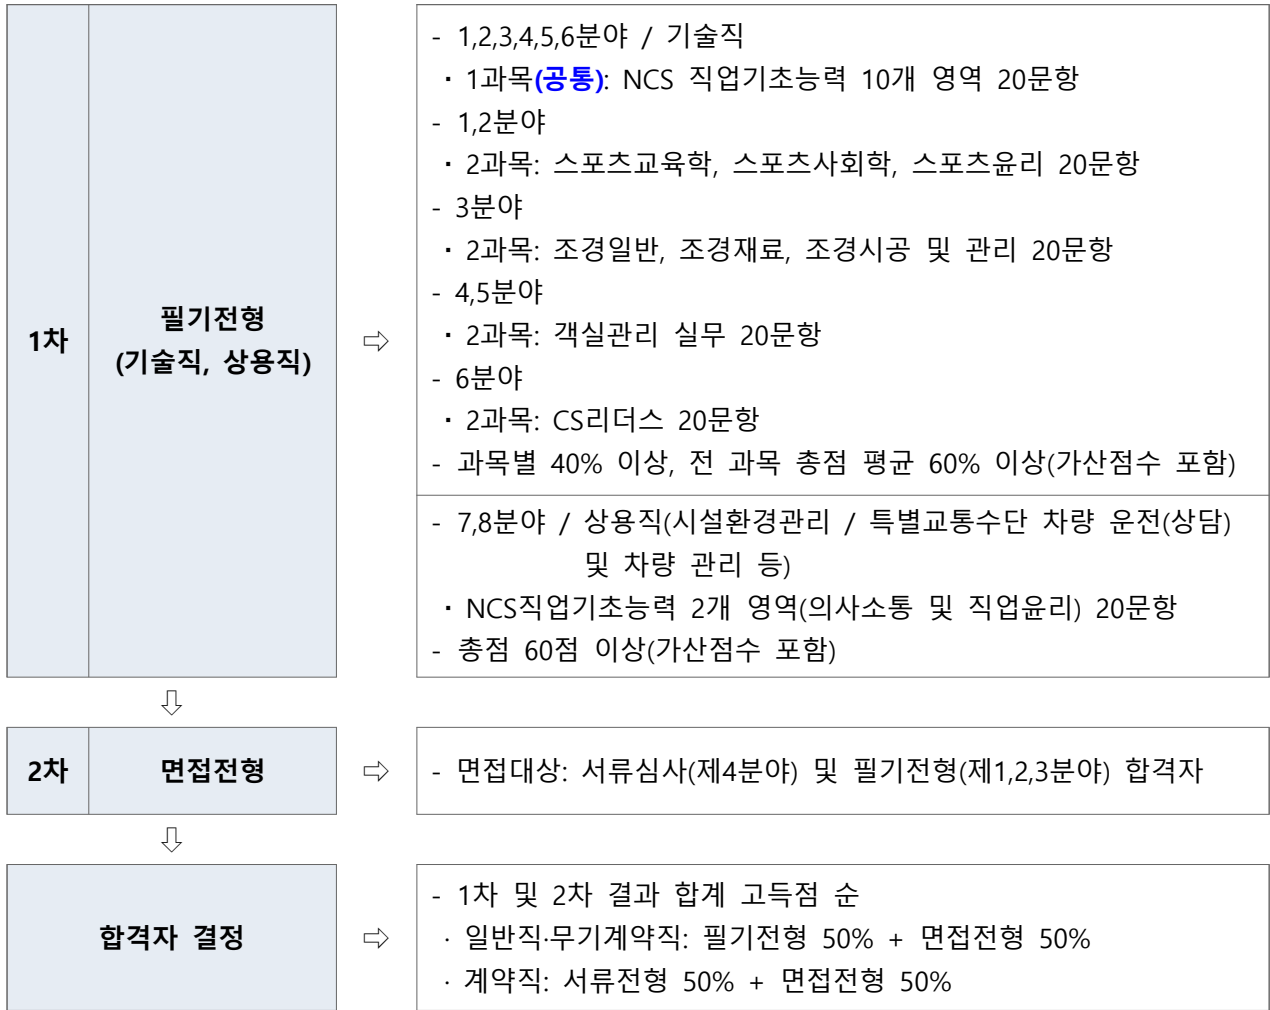 1차
필기전형
(기술직, 상용직)
⇨
- 1,2,3,4,5,6분야 / 기술직
· 1과목(공통): NCS 직업기초능력 10개 영역 20문항
- 1,2분야
· 2과목: 스포츠교육학, 스포츠사회학, 스포츠윤리 20문항
- 3분야
· 2과목: 조경일반, 조경재료, 조경시공 및 관리 20문항
- 4,5분야
· 2과목: 객실관리 실무 20문항
- 6분야
· 2과목: CS리더스 20문항
- 과목별 40% 이상, 전 과목 총점 평균 60% 이상(가산점수 포함)
- 7,8분야 / 상용직(시설환경관리 / 특별교통수단 차량 운전(상담)
및 차량 관리 등)
· NCS직업기초능력 2개 영역(의사소통 및 직업윤리) 20문항
- 총점 60점 이상(가산점수 포함)
⇩
2차
면접전형
⇨
- 면접대상: 서류심사(제4분야) 및 필기전형(제1,2,3분야) 합격자
⇩
합격자 결정
⇨
- 1차 및 2차 결과 합계 고득점 순
· 일반직·무기계약직: 필기전형 50% + 면접전형 50%
· 계약직: 서류전형 50% + 면접전형 50%